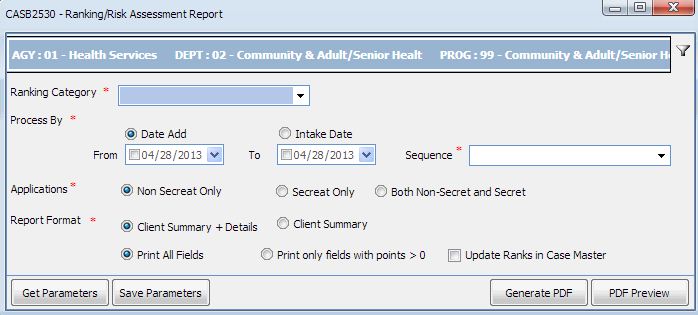 CASB2530 - Ranking/Risk Assessment Report
AGY : 01 - Health Services DEPT : 02 - Community & Adult/Senior Healt PROG : 99 - Community & Adult/Senior H
Ranking Category *
Process By *
Date Add Intake Date
From 04/28/2013 To 04/28/2013 Sequence *
Applications * Non Secreat Only Secreat Only Both Non-Secret and Secret
Report Format * Client Summary + Details Client Summary
Print All Fields Print only fields with points > 0 Update Ranks in Case Master
Get Parameters Save Parameters Generate PDF PDF Preview